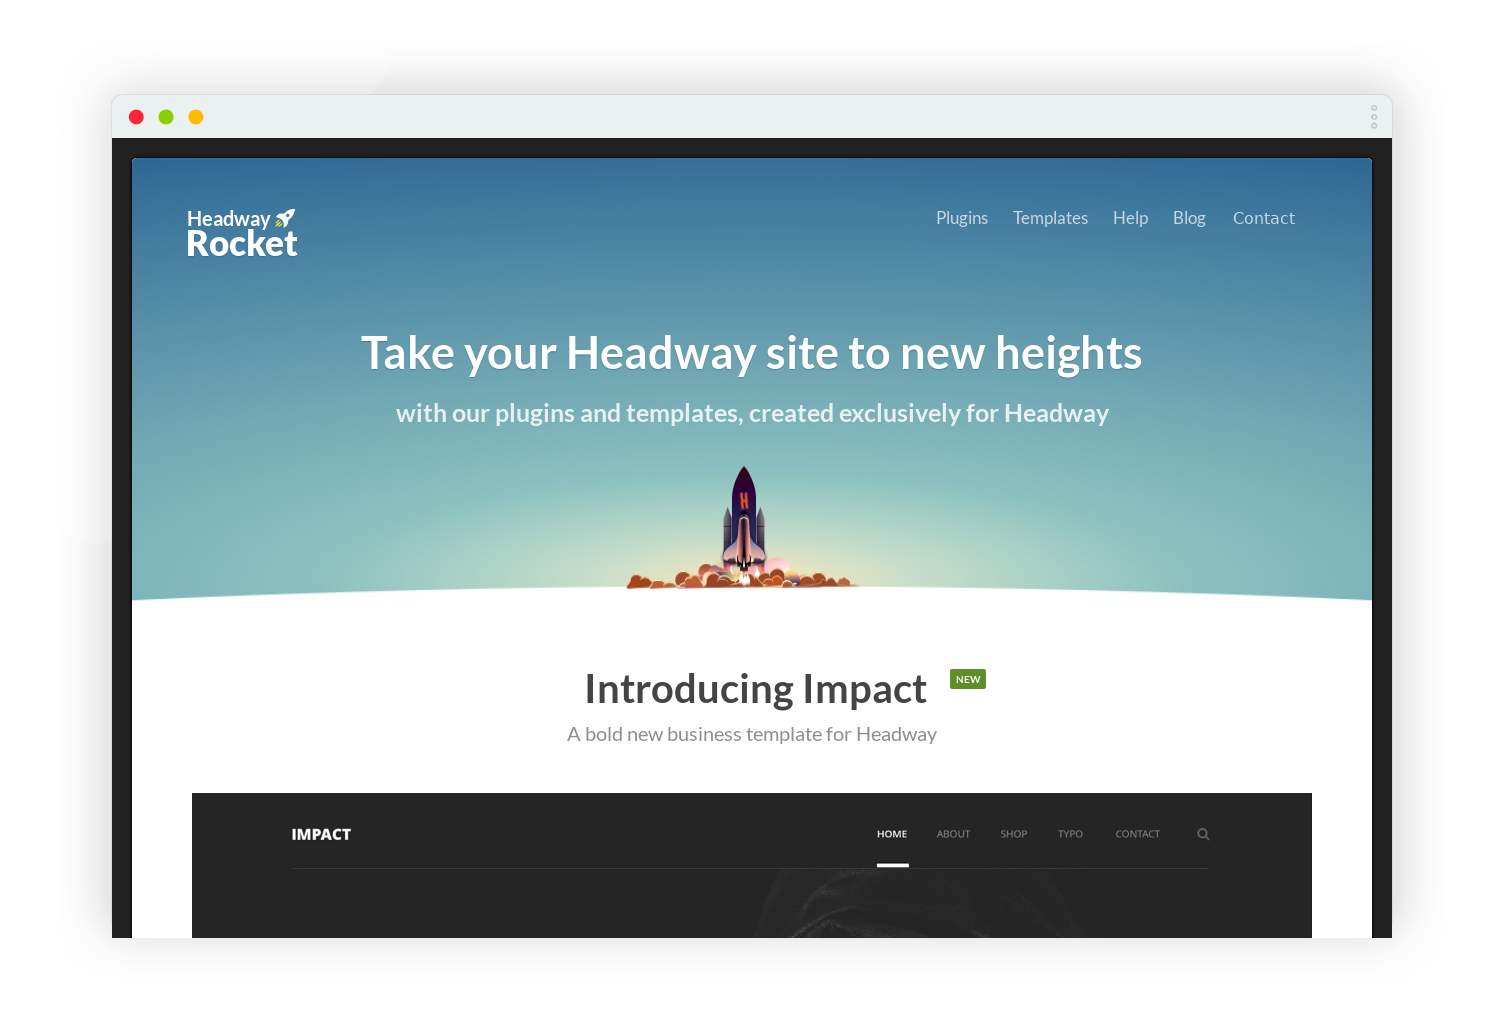 Headway
Rocket
Plugins Templates Help Blog Contact
Take your Headway site to new heights
with our plugins and templates, created exclusively for Headway
H
Introducing Impact NEW
A bold new business template for Headway
IMPACT HOME ABOUT SHOP TYPO CONTACT